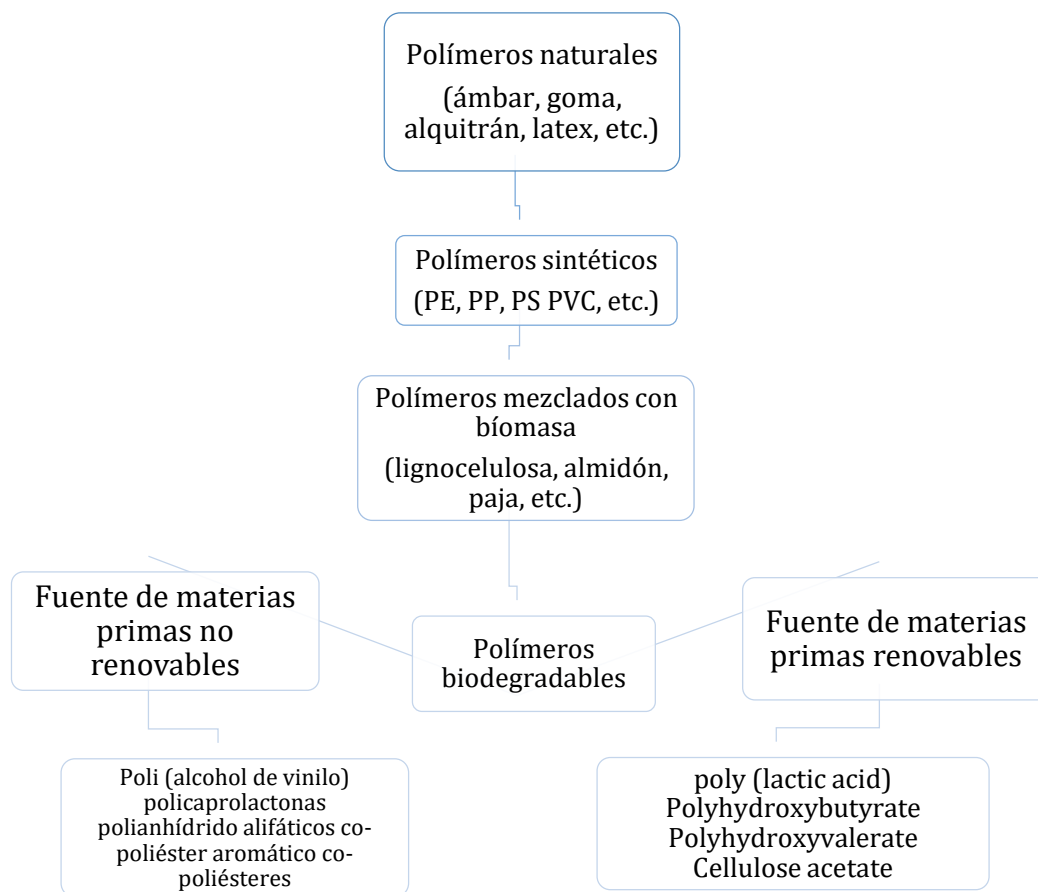 Polímeros naturales
(ámbar, goma,
alquitrán, latex, etc.)
Polímeros sintéticos
(PE, PP, PS PVC, etc.)
Polímeros mezclados con
bíomasa
(lignocelulosa, almidón,
paja, etc.)
Fuente de materias
primas no
renovables
Polímeros
biodegradables
Fuente de materias
primas renovables
Poli (alcohol de vinilo)
policaprolactonas
polianhídrido alifáticos co-
poliéster aromático co-
poliésteres
poly (lactic acid)
Polyhydroxybutyrate
Polyhydroxyvalerate
Cellulose acetate